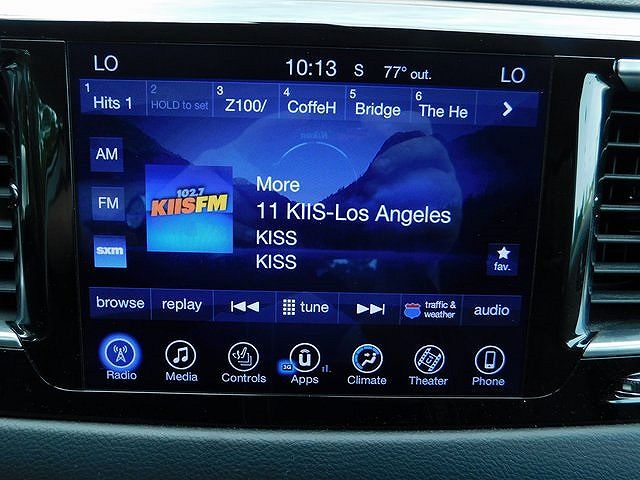 LO 10:13 S 77° out. LO
1 Hits 1
2 HOLD to set
3 Z100/
4 CoffeH
5 Bridge
6 The He
AM
FM
sxm
102.7
KIISFM
More
11 KIIS-Los Angeles
KISS
KISS
fav.
browse replay tune traffic & weather audio
3G
Radio Media Controls Apps Climate Theater Phone
Nikon